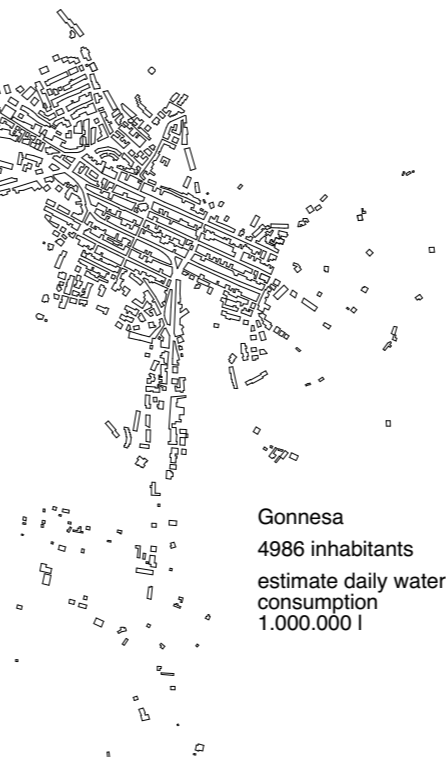 Gonnesa
4986 inhabitants
estimate daily water
consumption
1.000.000 l